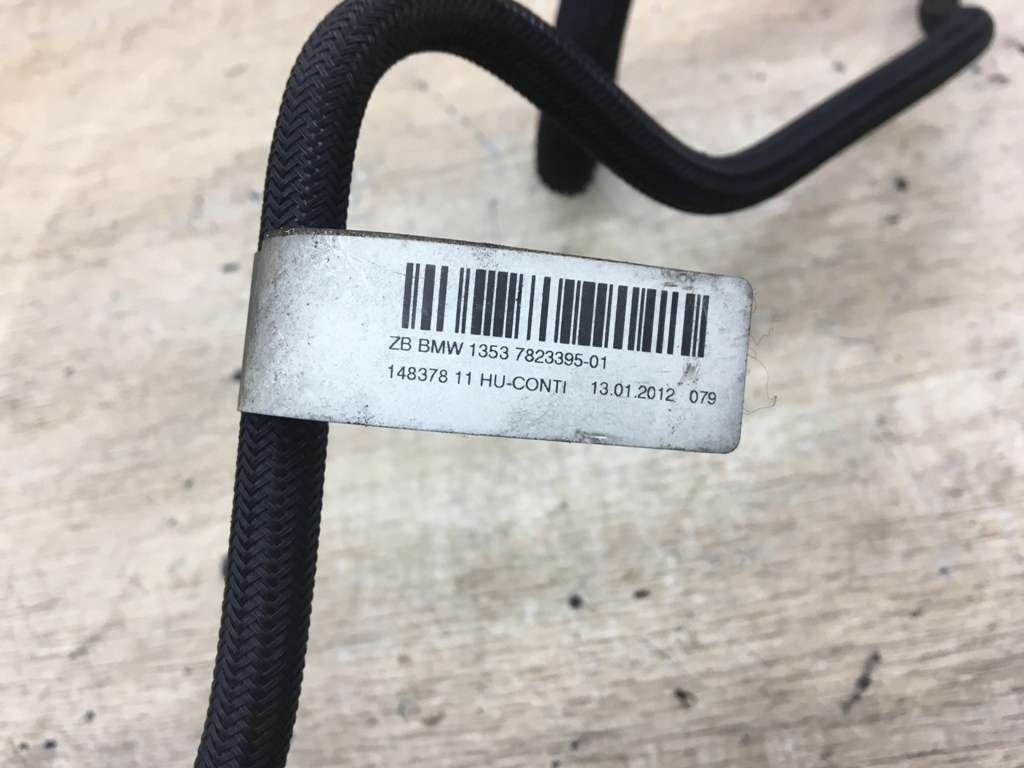 ZB BMW 1353 7823395-01
148378 11 HU-CONTI 13.01.2012 079